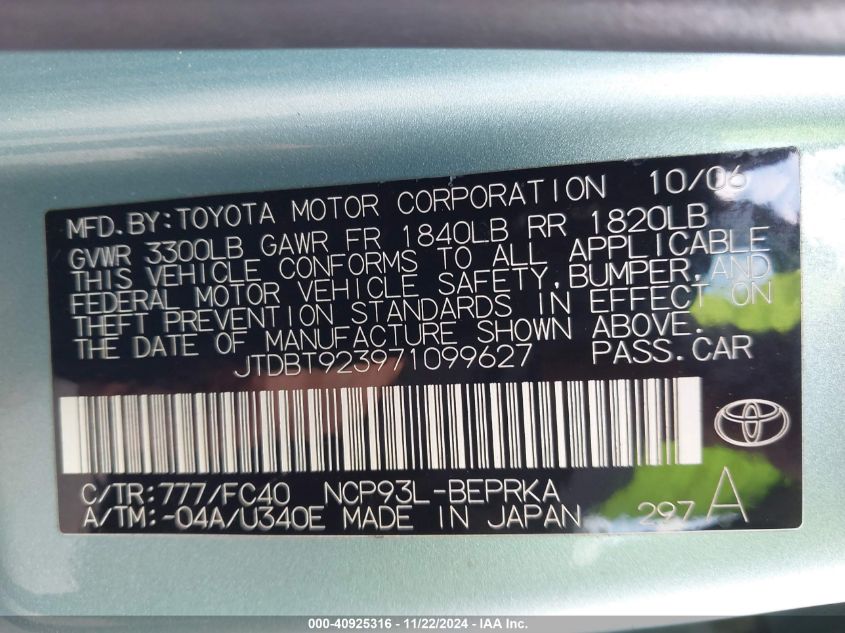 MFD. BY: TOYOTA MOTOR CORPORATION 10/06
GVWR 3300LB GAWR FR 1840LB RR 1820LB
THIS VEHICLE CONFORMS TO ALL APPLICABLE
FEDERAL MOTOR VEHICLE SAFETY, BUMPER, AND
THEFT PREVENTION STANDARDS IN EFFECT ON
THE DATE OF MANUFACTURE SHOWN ABOVE.
JTDBT923971099627 PASS. CAR
C/TR: 777/FC40 NCP93L-BEPRKA
A/TM: -04A/U340E MADE IN JAPAN 297 A
000-40925316 - 11/22/2024 - IAA Inc.